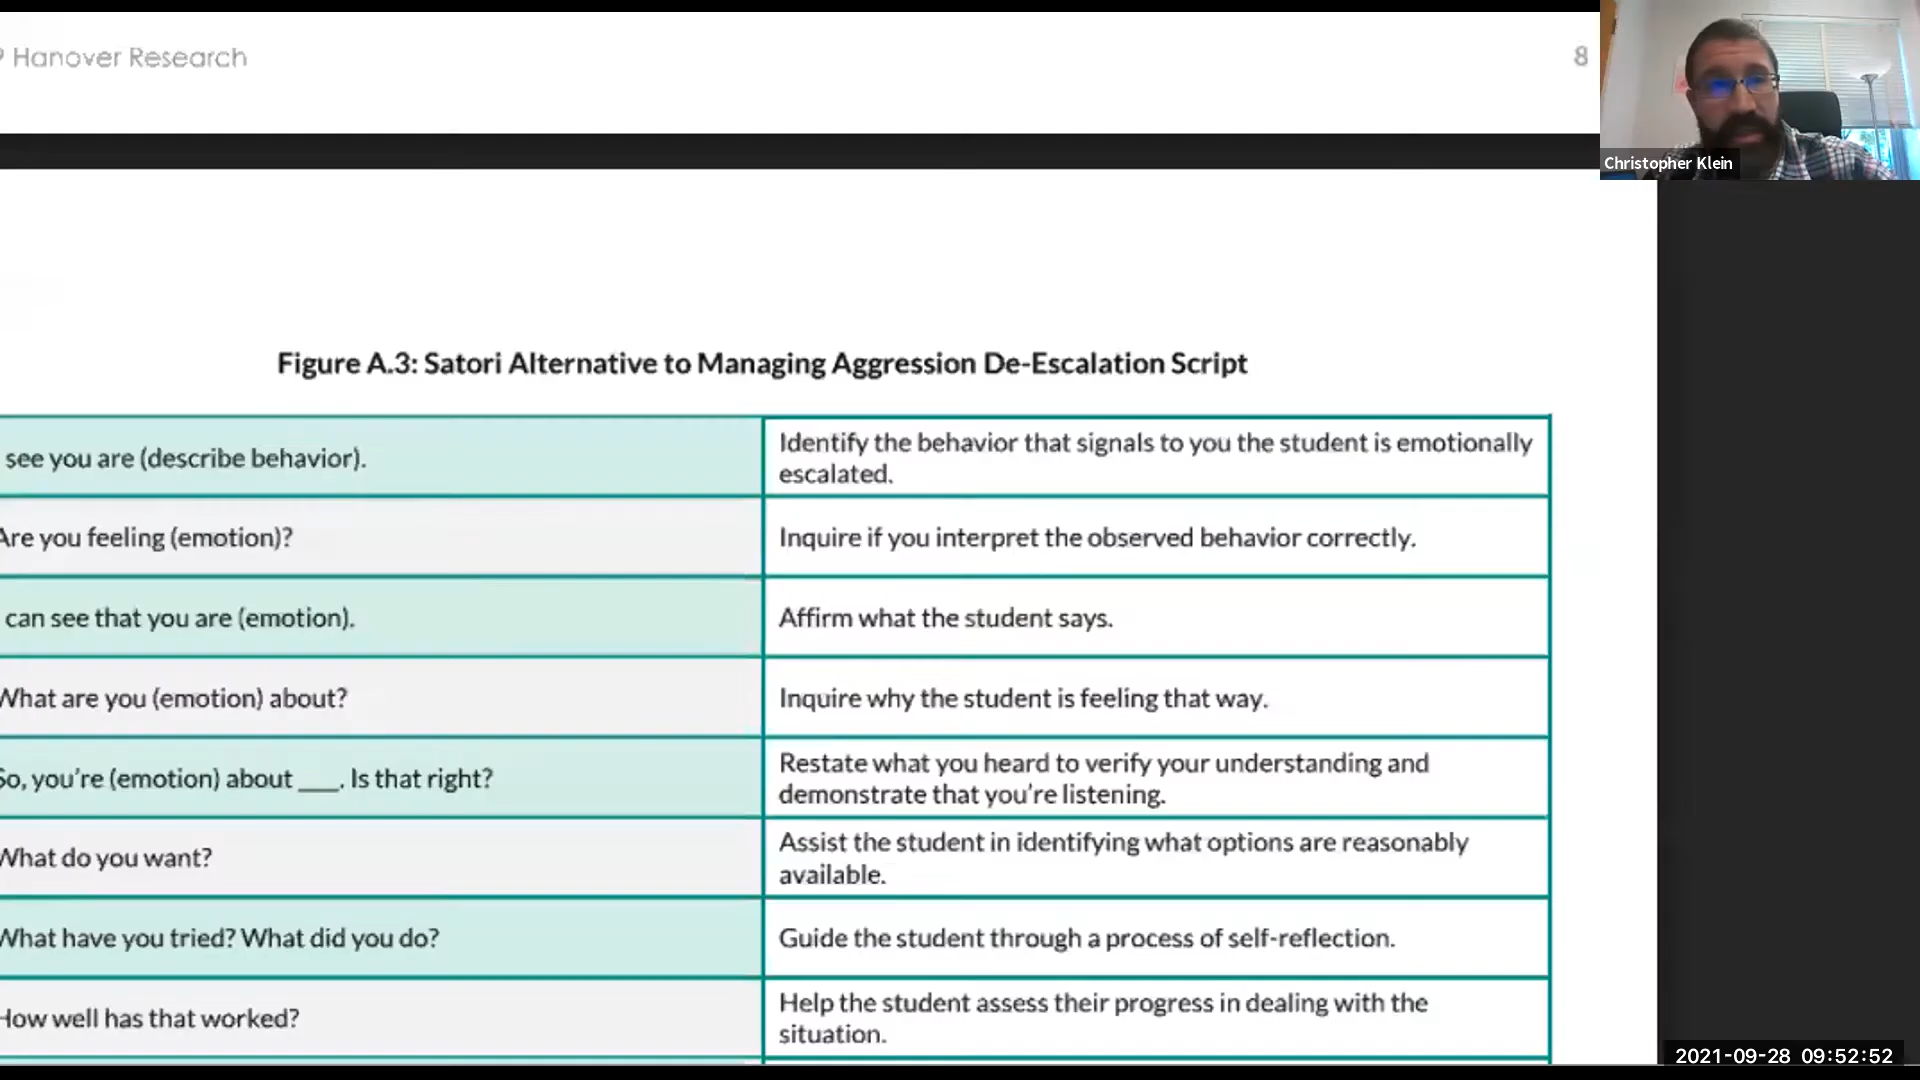 Hanover Research
8
Christopher Klein
Figure A.3: Satori Alternative to Managing Aggression De-Escalation Script
see you are (describe behavior).
Identify the behavior that signals to you the student is emotionally
escalated.
Are you feeling (emotion)?
Inquire if you interpret the observed behavior correctly.
can see that you are (emotion).
Affirm what the student says.
What are you (emotion) about?
Inquire why the student is feeling that way.
So, you're (emotion) about ___. Is that right?
Restate what you heard to verify your understanding and
demonstrate that you're listening.
What do you want?
Assist the student in identifying what options are reasonably
available.
What have you tried? What did you do?
Guide the student through a process of self-reflection.
How well has that worked?
Help the student assess their progress in dealing with the
situation.
2021-09-28 09:52:52